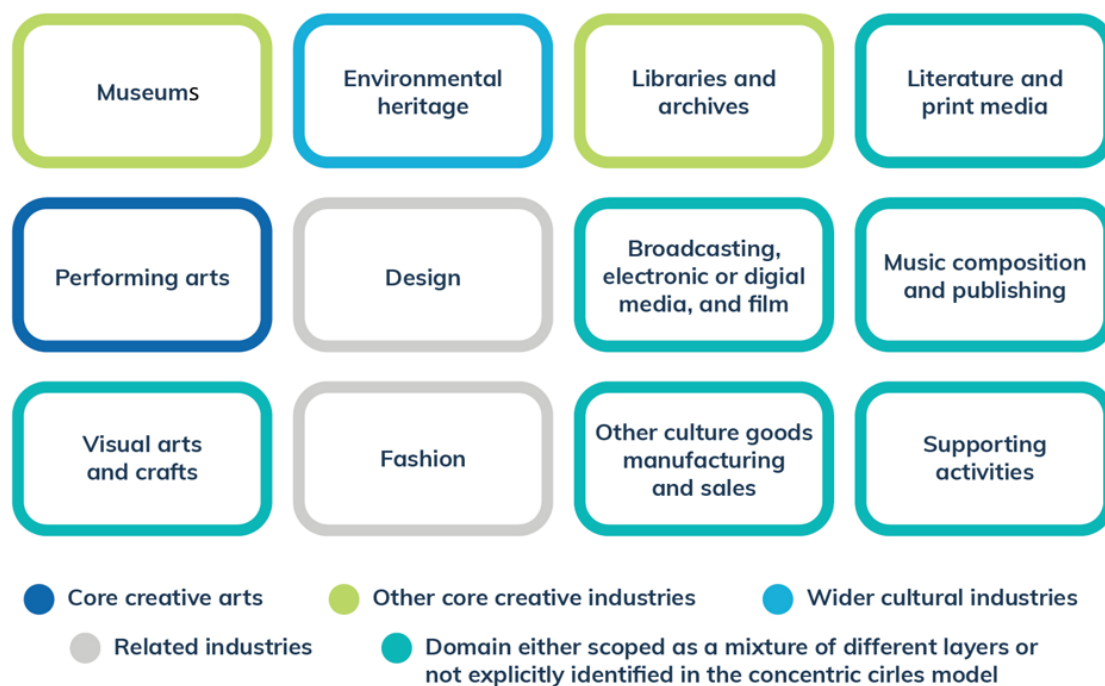 Museums
Environmental
heritage
Libraries and
archives
Literature and
print media
Performing arts
Design
Broadcasting,
electronic or digial
media, and film
Music composition
and publishing
Visual arts
and crafts
Fashion
Other culture goods
manufacturing
and sales
Supporting
activities
Core creative arts
Other core creative industries
Wider cultural industries
Related industries
Domain either scoped as a mixture of different layers or
not explicitly identified in the concentric cirles model